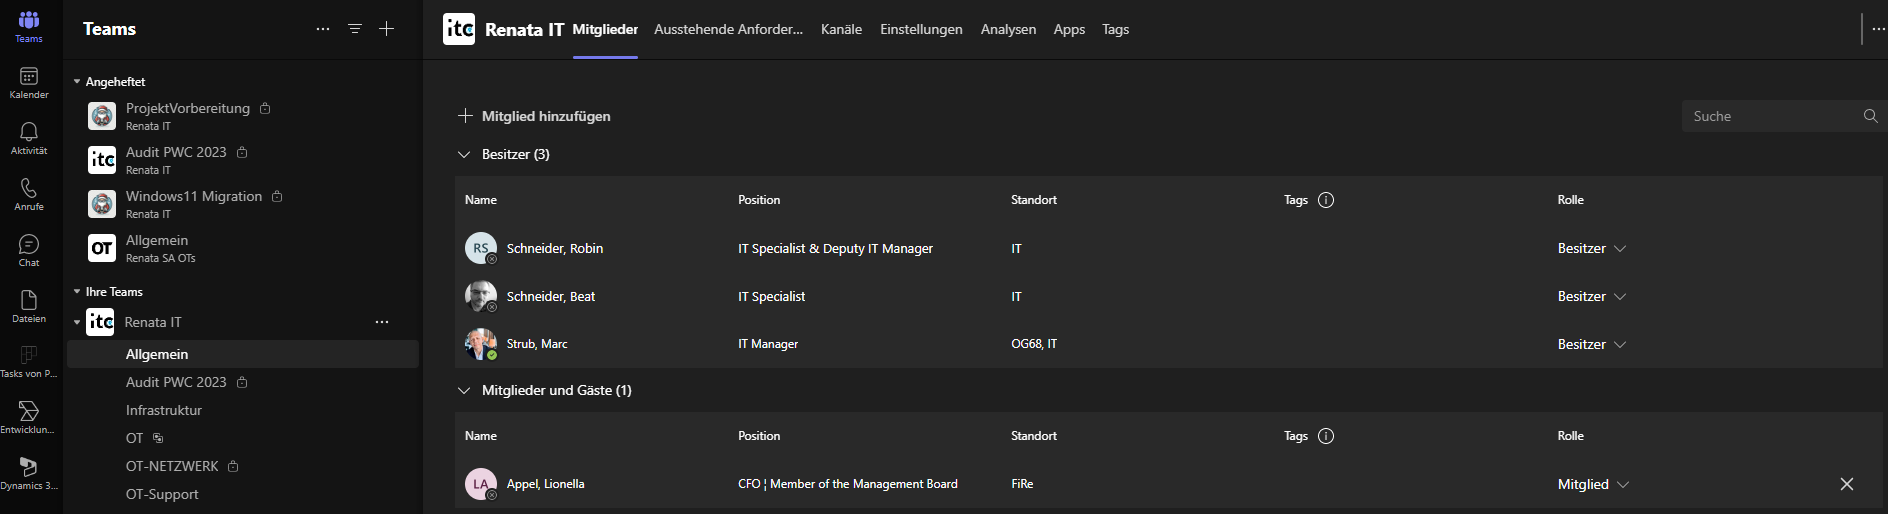 Teams
Kalender
Aktivität
Anrufe
Chat
Dateien
Tasks von P...
Entwicklun...
Dynamics 3...
Teams
Angeheftet
ProjektVorbereitung
Renata IT
itc Audit PWC 2023
Renata IT
Windows11 Migration
Renata IT
OT Allgemein
Renata SA OTs
Ihre Teams
itc Renata IT
Allgemein
Audit PWC 2023
Infrastruktur
OT
OT-NETZWERK
OT-Support
itc Renata IT Mitglieder Ausstehende Anforder... Kanäle Einstellungen Analysen Apps Tags
Mitglied hinzufügen Suche
Besitzer (3)
Name Position Standort Tags Rolle
RS Schneider, Robin IT Specialist & Deputy IT Manager IT Besitzer
Schneider, Beat IT Specialist IT Besitzer
Strub, Marc IT Manager OG68, IT Besitzer
Mitglieder und Gäste (1)
Name Position Standort Tags Rolle
LA Appel, Lionella CFO ¦ Member of the Management Board FiRe Mitglied